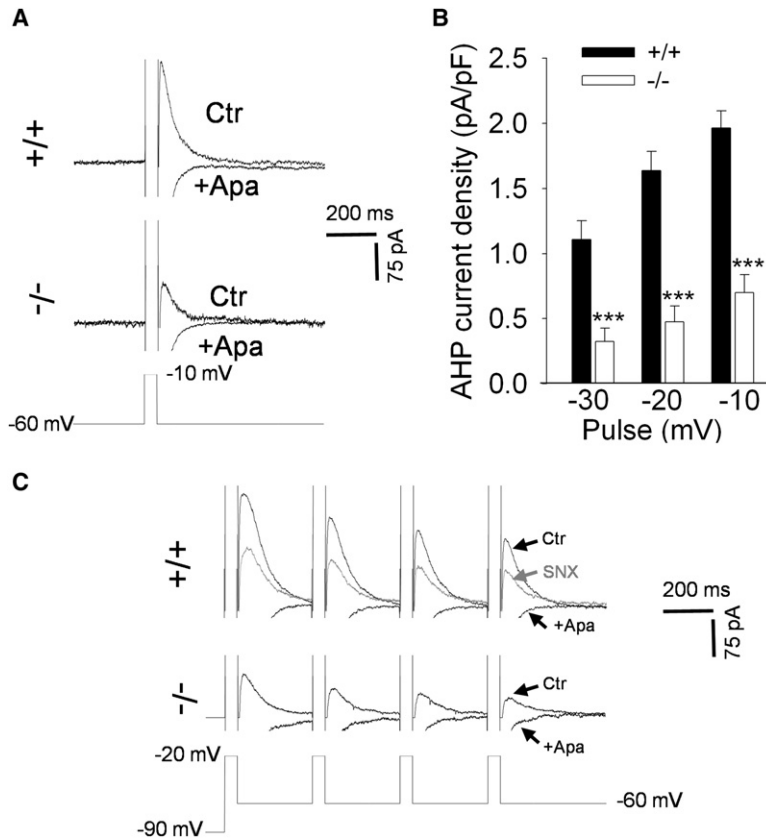 A
+/+
Ctr
+Apa
200 ms
75 pA
-/-
Ctr
+Apa
-10 mV
-60 mV
B
+/+
-/-
AHP current density (pA/pF)
2.5
2.0
1.5
1.0
0.5
0.0
***
***
***
-30
-20
-10
Pulse (mV)
C
+/+
Ctr
SNX
+Apa
200 ms
75 pA
-/-
Ctr
+Apa
-20 mV
-60 mV
-90 mV